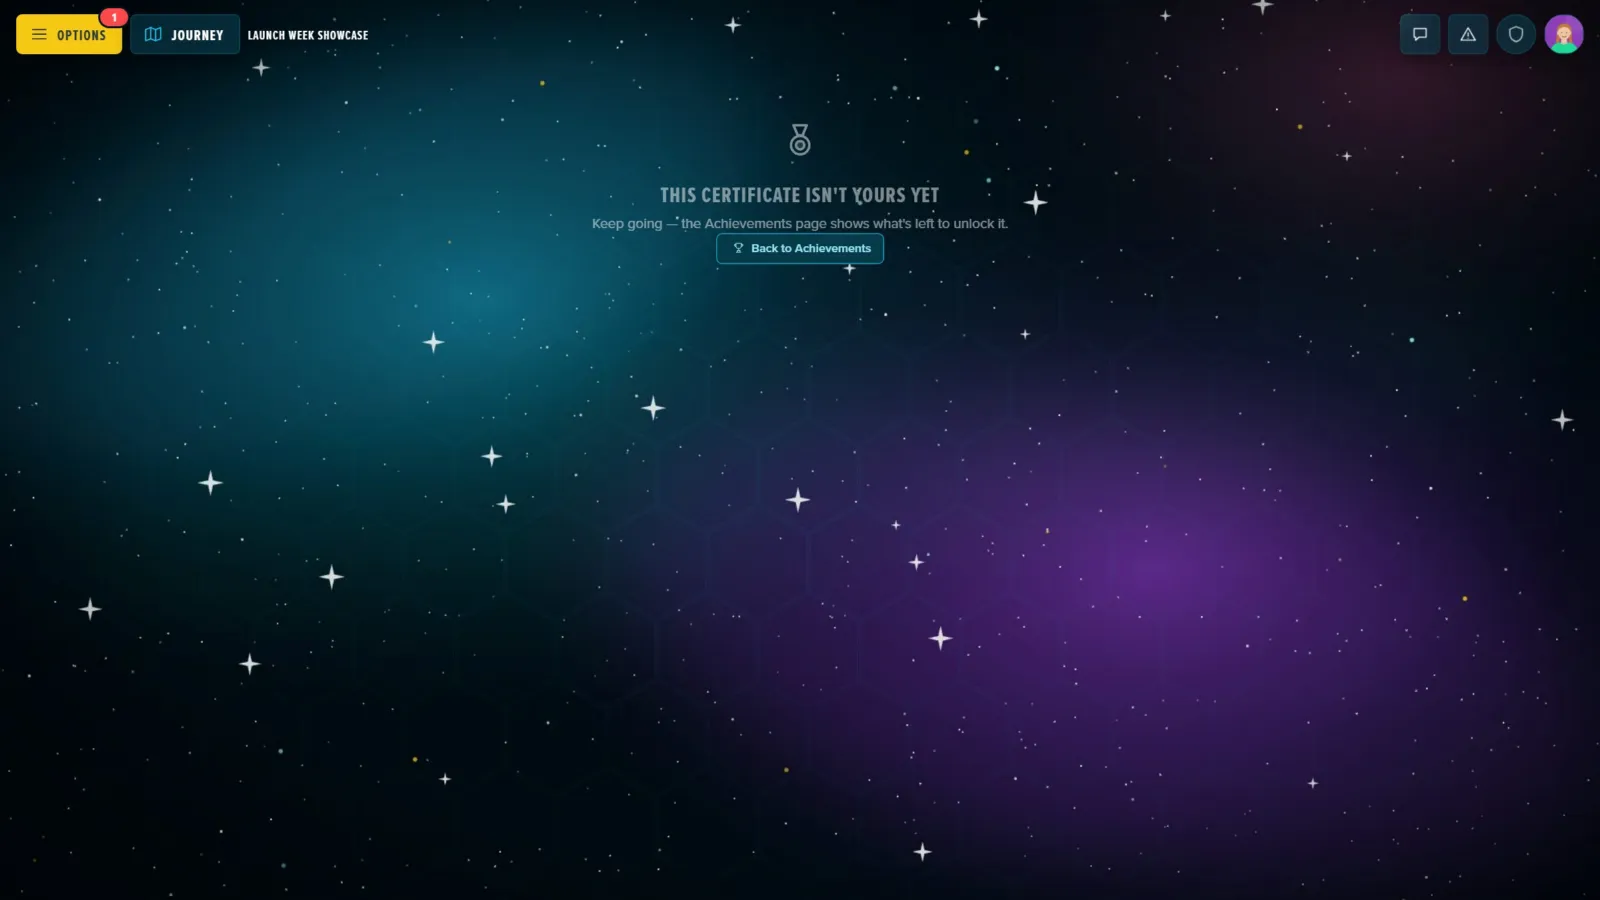 1
OPTIONS
JOURNEY
LAUNCH WEEK SHOWCASE
THIS CERTIFICATE ISN'T YOURS YET
Keep going — the Achievements page shows what's left to unlock it.
Back to Achievements